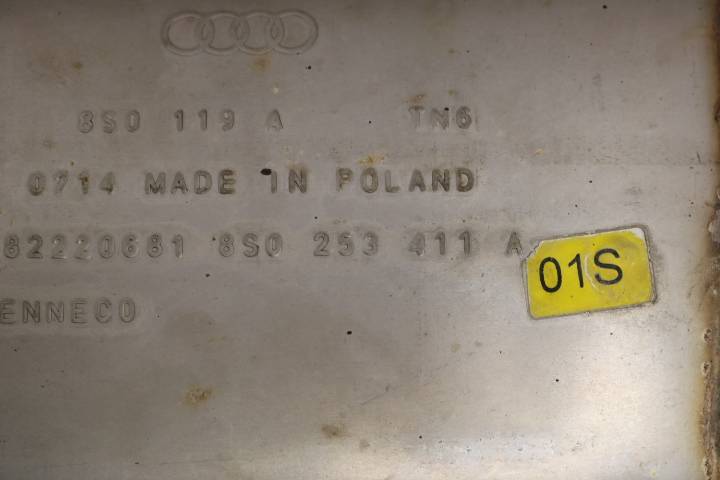 8S0 119 A TN6
0714 MADE IN POLAND
82220681 8S0 253 411 A
01S
ENNECO